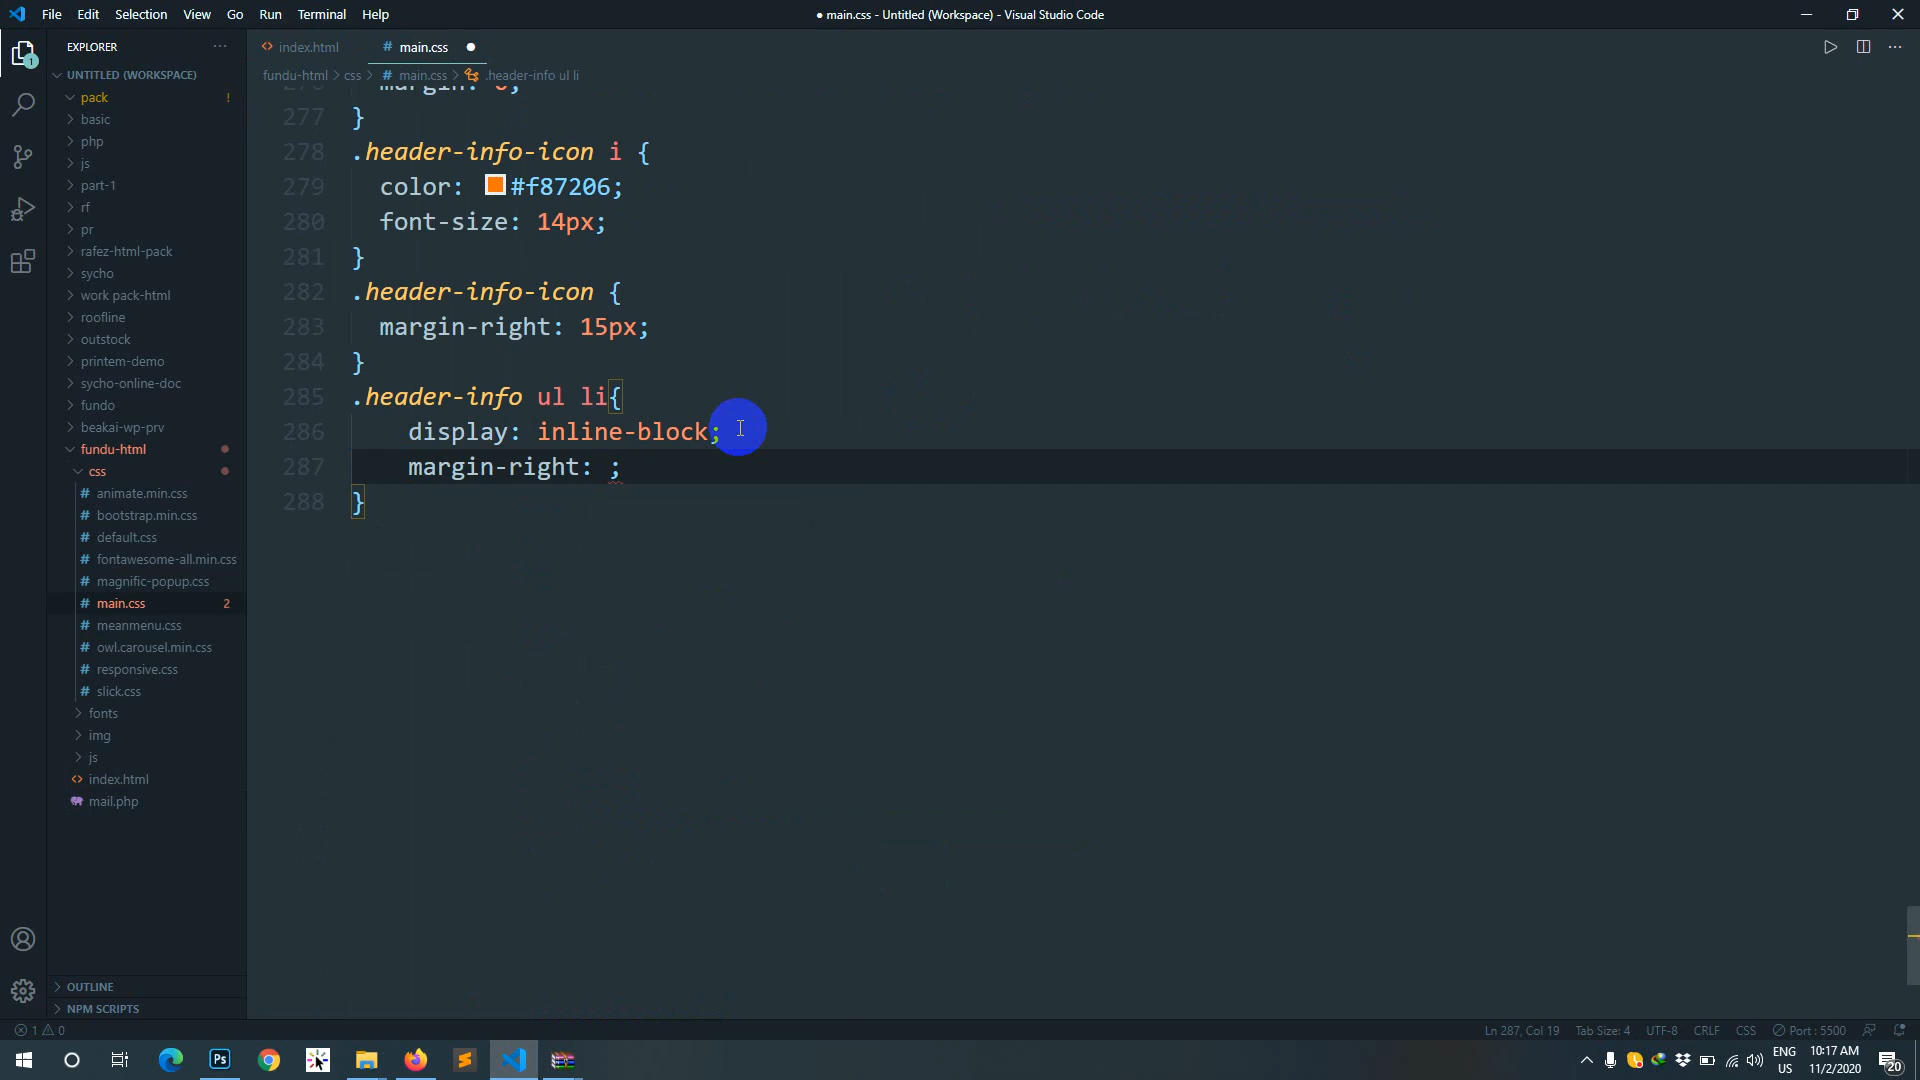 File Edit Selection View Go Run Terminal Help
● main.css - Untitled (Workspace) - Visual Studio Code
EXPLORER
index.html
# main.css
UNTITLED (WORKSPACE)
fundu-html > css > # main.css > .header-info ul li
pack !
basic
php
js
part-1
rf
pr
rafez-html-pack
sycho
work pack-html
roofline
outstock
printem-demo
sycho-online-doc
fundo
beakai-wp-prv
fundu-html
css
# animate.min.css
# bootstrap.min.css
# default.css
# fontawesome-all.min.css
# magnific-popup.css
# main.css 2
# meanmenu.css
# owl.carousel.min.css
# responsive.css
# slick.css
fonts
img
js
index.html
mail.php
OUTLINE
NPM SCRIPTS
276 margin: 0;
277 }
278 .header-info-icon i {
279 color: #f87206;
280 font-size: 14px;
281 }
282 .header-info-icon {
283 margin-right: 15px;
284 }
285 .header-info ul li{
286 display: inline-block;
287 margin-right: ;
288 }
1 0
Ln 287, Col 19 Tab Size: 4 UTF-8 CRLF CSS Port : 5500
Ps
ENG
US
10:17 AM
11/2/2020
20
1